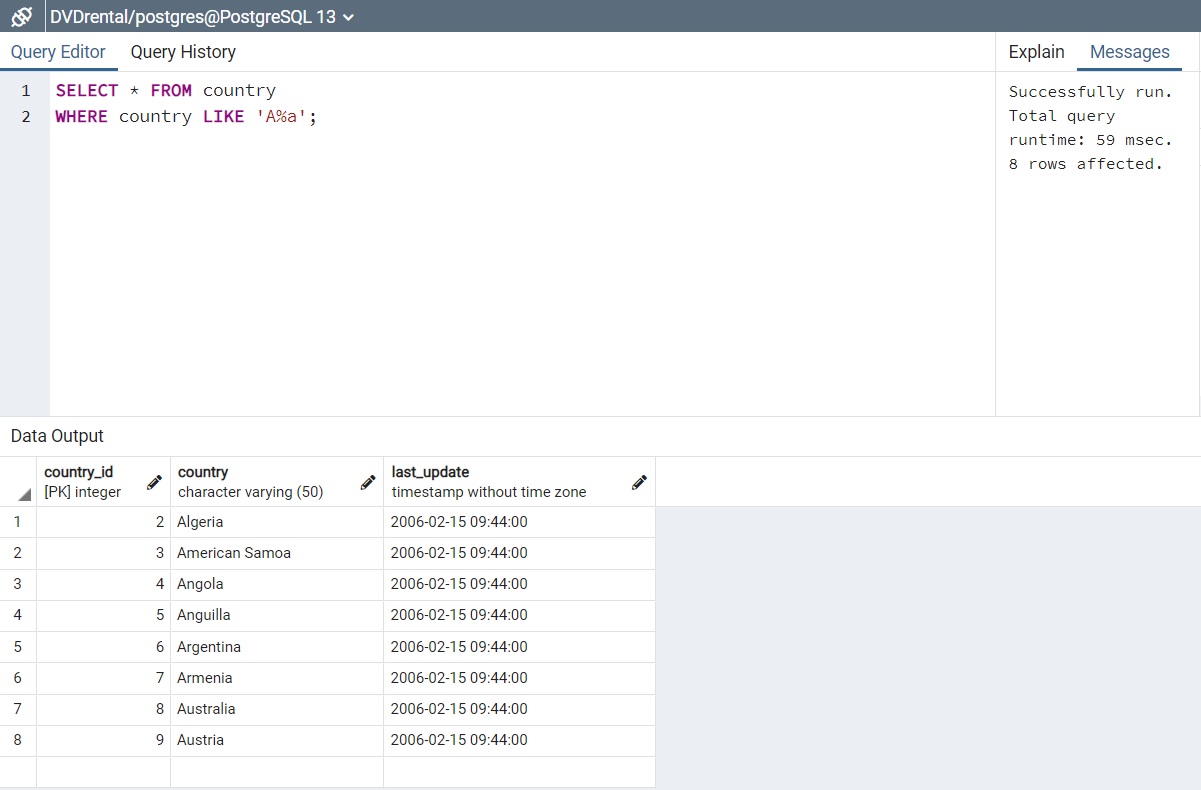 DVDrental/postgres@PostgreSQL 13
Query Editor Query History
Explain Messages
1 SELECT * FROM country
2 WHERE country LIKE 'A%a';
Successfully run.
Total query
runtime: 59 msec.
8 rows affected.
Data Output
country_id country last_update
[PK] integer character varying (50) timestamp without time zone
1 2 Algeria 2006-02-15 09:44:00
2 3 American Samoa 2006-02-15 09:44:00
3 4 Angola 2006-02-15 09:44:00
4 5 Anguilla 2006-02-15 09:44:00
5 6 Argentina 2006-02-15 09:44:00
6 7 Armenia 2006-02-15 09:44:00
7 8 Australia 2006-02-15 09:44:00
8 9 Austria 2006-02-15 09:44:00